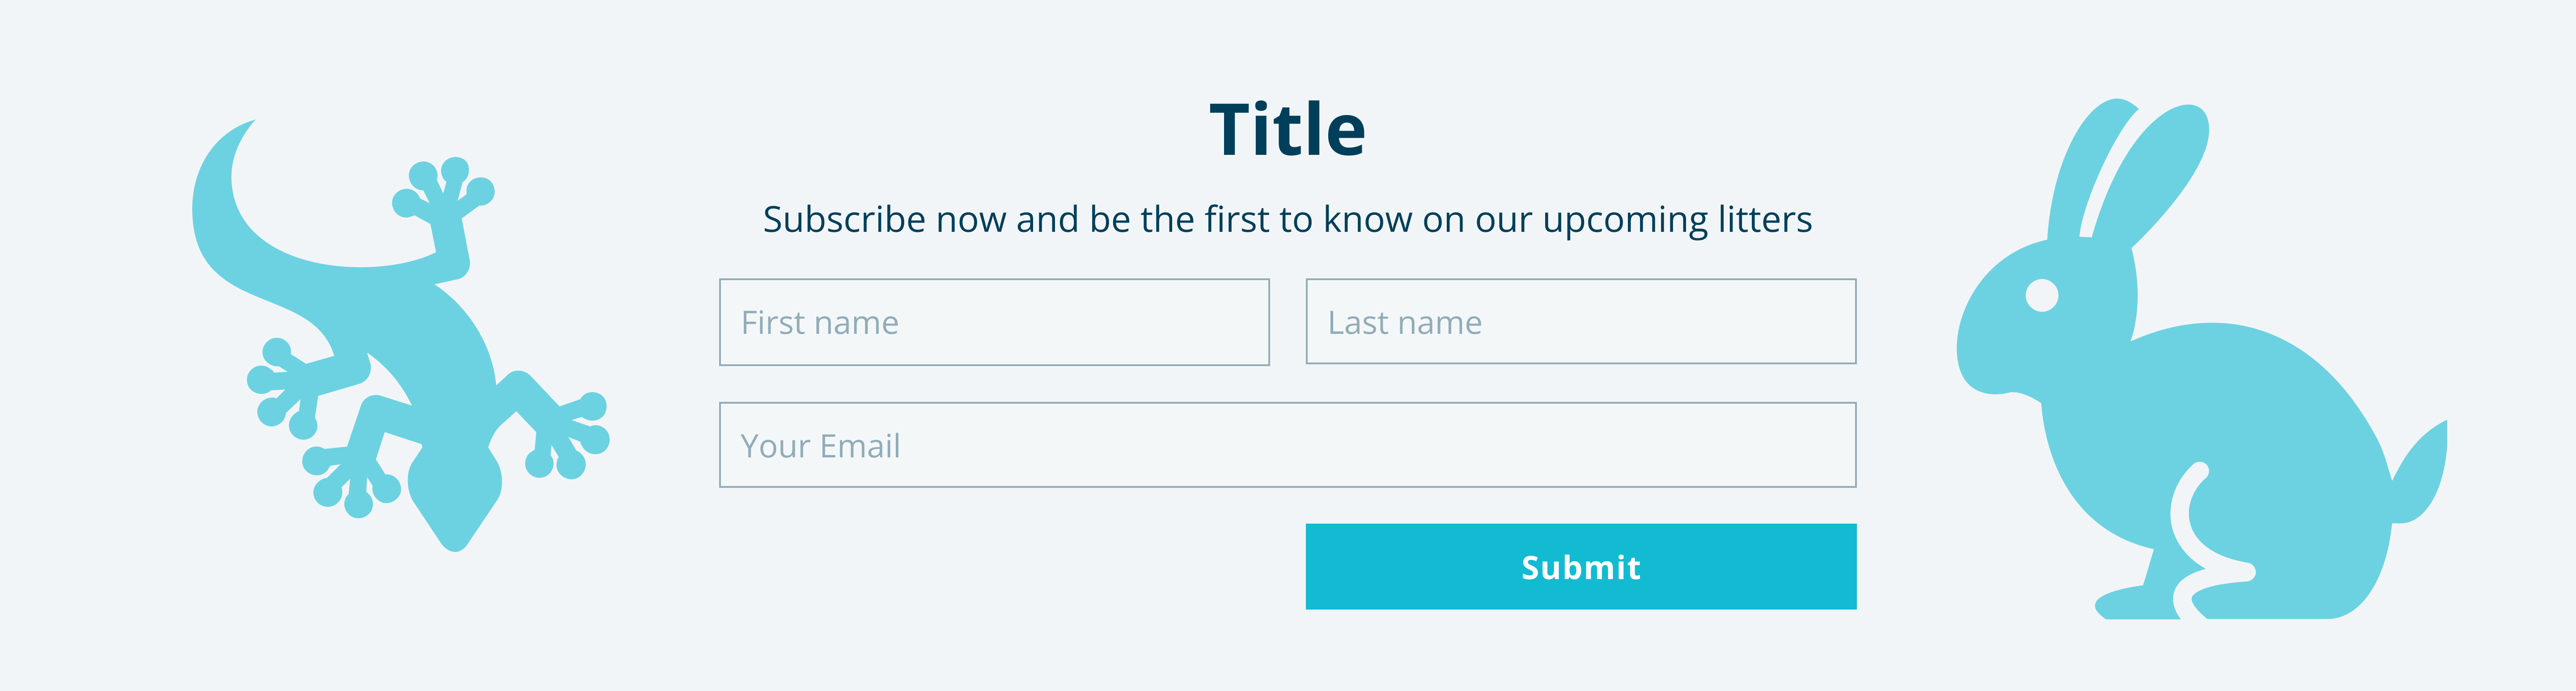 Title
Subscribe now and be the first to know on our upcoming litters
First name
Last name
Your Email
Submit